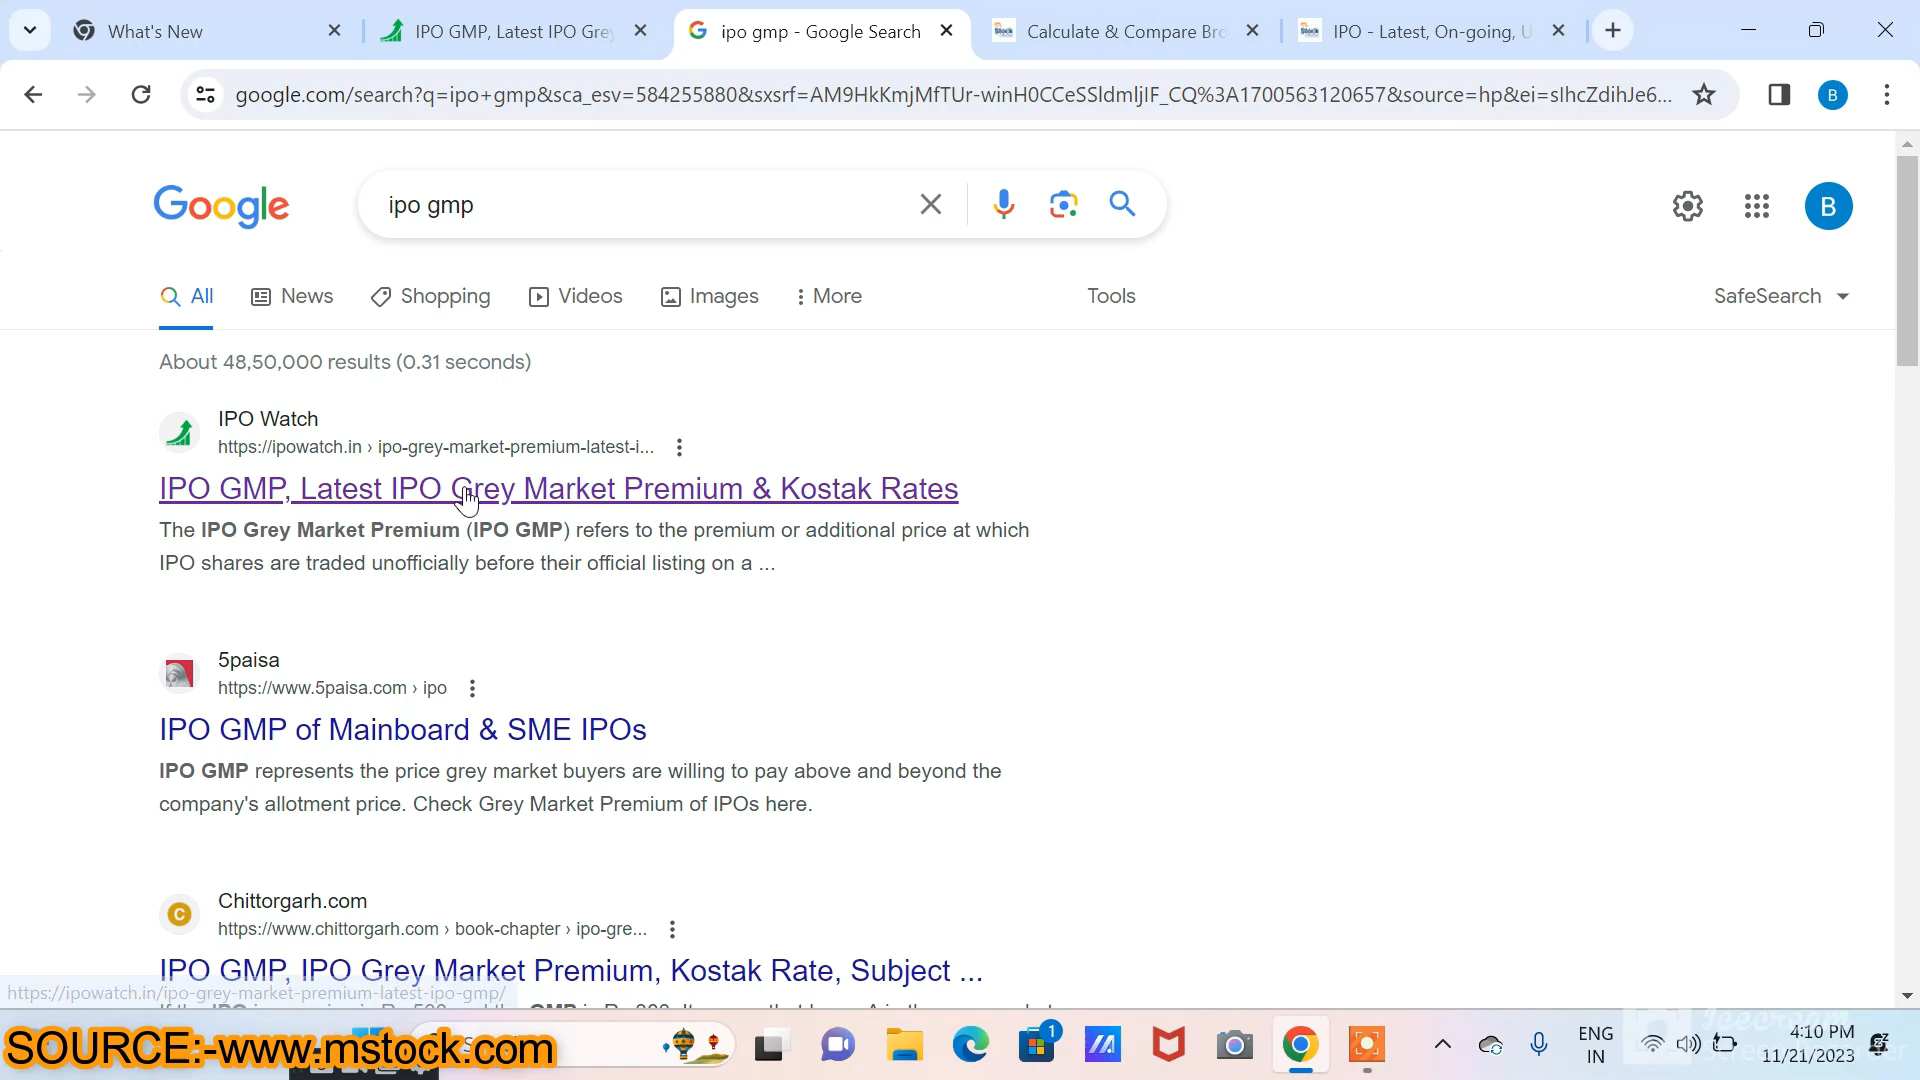 What's New
IPO GMP, Latest IPO Gre
ipo gmp - Google Search
Calculate & Compare Bro
IPO - Latest, On-going, U
google.com/search?q=ipo+gmp&sca_esv=584255880&sxsrf=AM9HkKmjMfTUr-winH0CCeSSldmljIF_CQ%3A1700563120657&source=hp&ei=slhcZdihJe6...
B
Google
ipo gmp
B
All
News
Shopping
Videos
Images
More
Tools
SafeSearch
About 48,50,000 results (0.31 seconds)
IPO Watch
https://ipowatch.in › ipo-grey-market-premium-latest-i...
IPO GMP, Latest IPO Grey Market Premium & Kostak Rates
The IPO Grey Market Premium (IPO GMP) refers to the premium or additional price at which
IPO shares are traded unofficially before their official listing on a ...
5paisa
https://www.5paisa.com › ipo
IPO GMP of Mainboard & SME IPOs
IPO GMP represents the price grey market buyers are willing to pay above and beyond the
company's allotment price. Check Grey Market Premium of IPOs here.
C
Chittorgarh.com
https://www.chittorgarh.com › book-chapter › ipo-gre...
IPO GMP, IPO Grey Market Premium, Kostak Rate, Subject ...
https://ipowatch.in/ipo-grey-market-premium-latest-ipo-gmp/
SOURCE:-www.mstock.com
1
ENG
IN
4:10 PM
11/21/2023